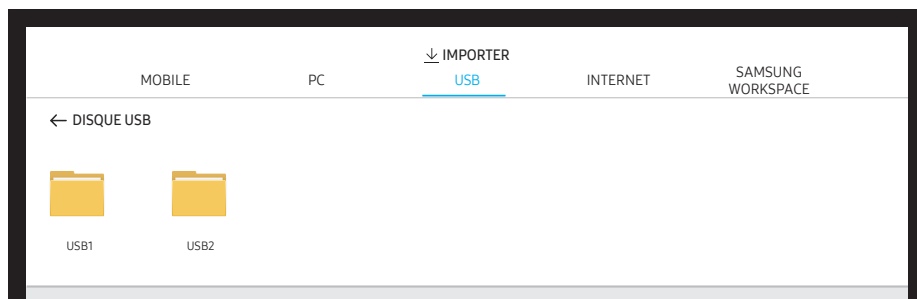 IMPORTER
MOBILE PC USB INTERNET SAMSUNG
WORKSPACE
DISQUE USB
USB1 USB2